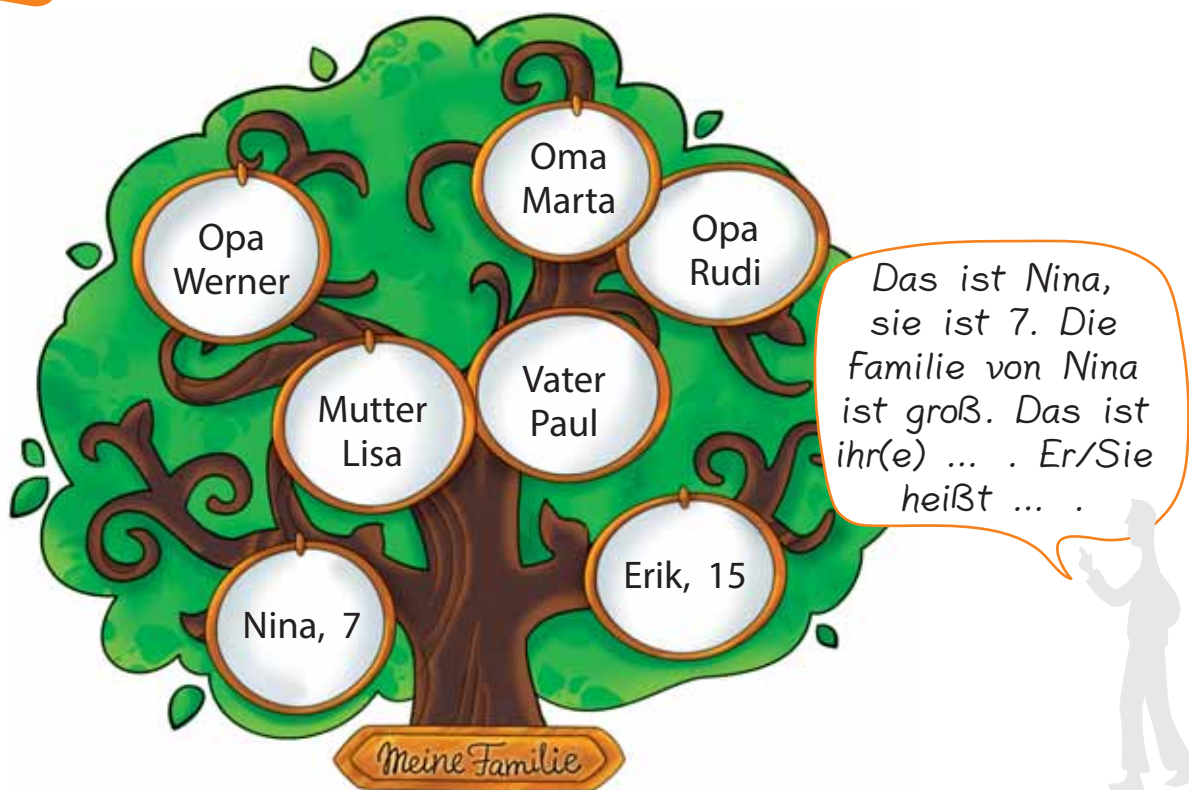 Oma
Marta
Opa
Werner
Opa
Rudi
Mutter
Lisa
Vater
Paul
Nina, 7
Erik, 15
Meine Familie
Das ist Nina,
sie ist 7. Die
Familie von Nina
ist groß. Das ist
ihr(e) ... . Er/Sie
heißt ... .